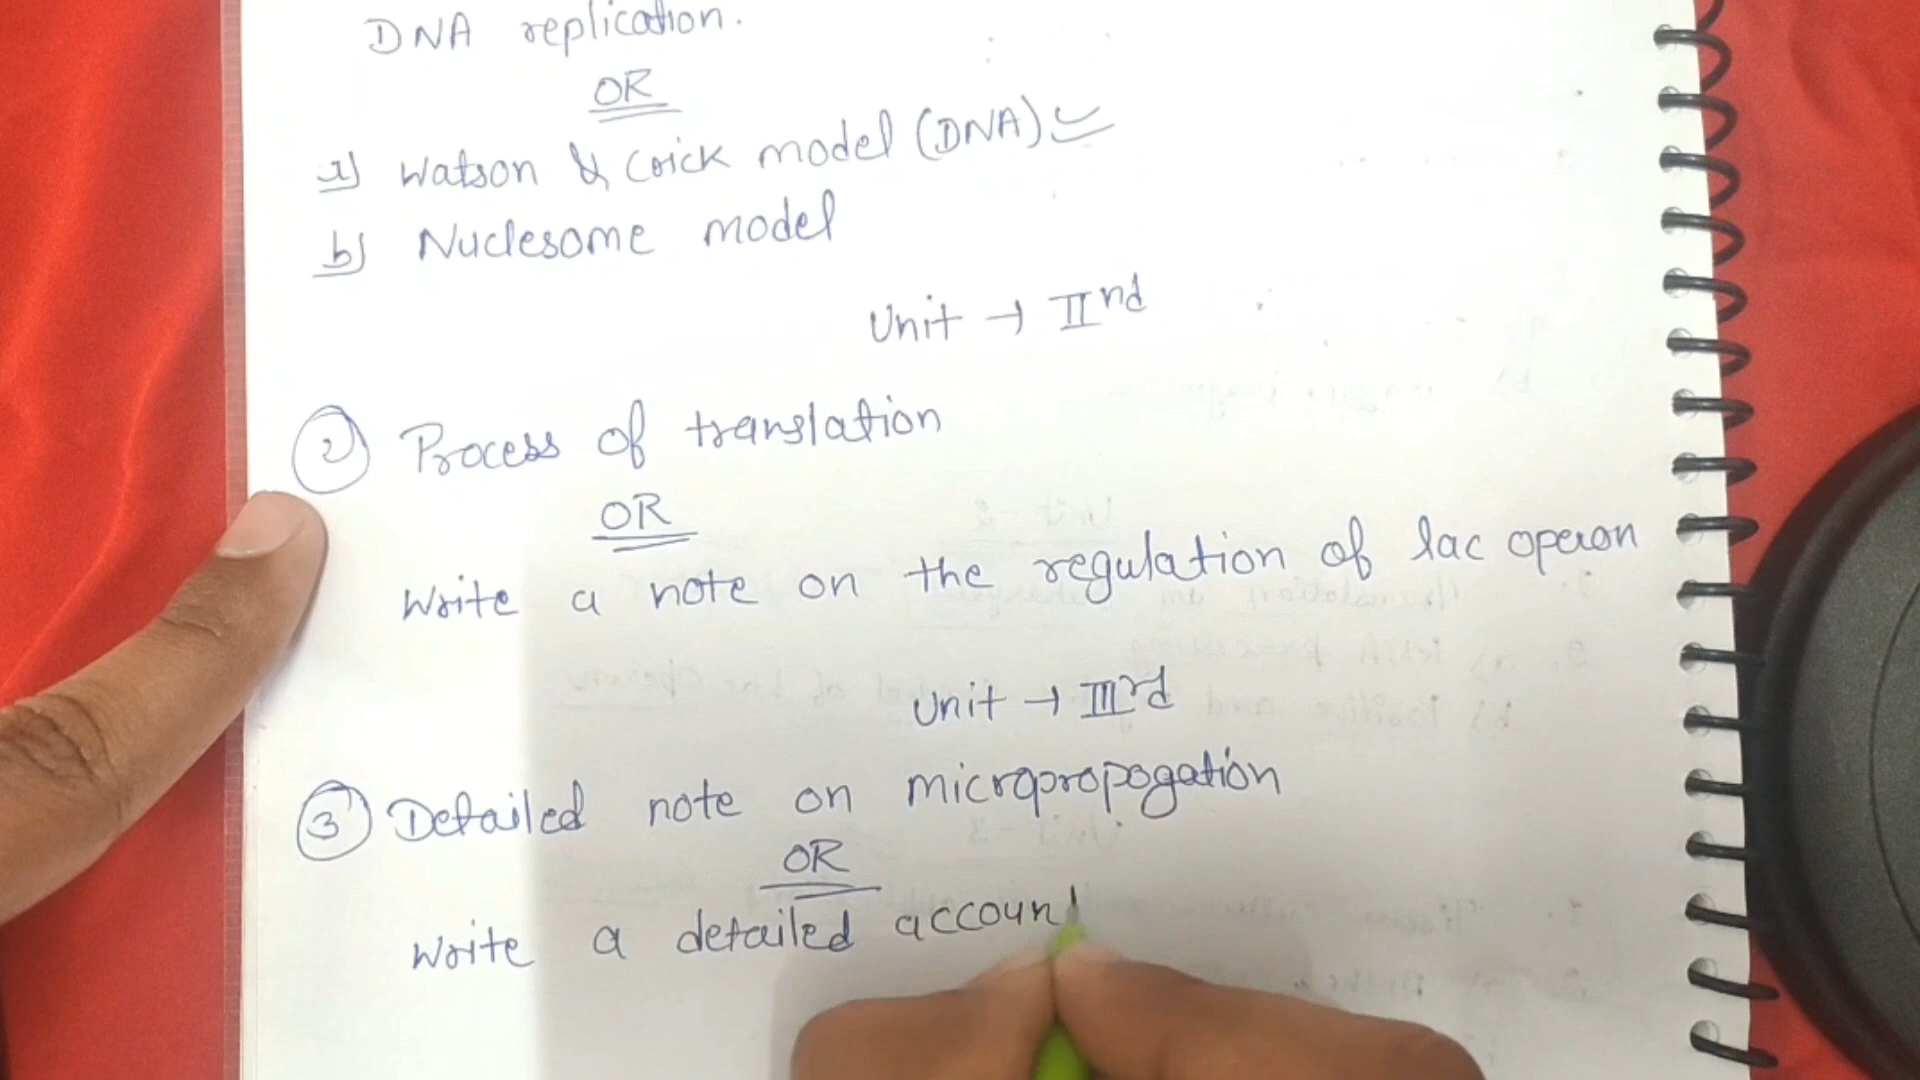 DNA replication.
OR
a) Watson & Crick model (DNA)
b) Nuclesome model
Unit → IInd
2 Process of translation
OR
Write a note on the regulation of lac operon
Unit → IIIrd
3 Detailed note on micropropogation
OR
Write a detailed account